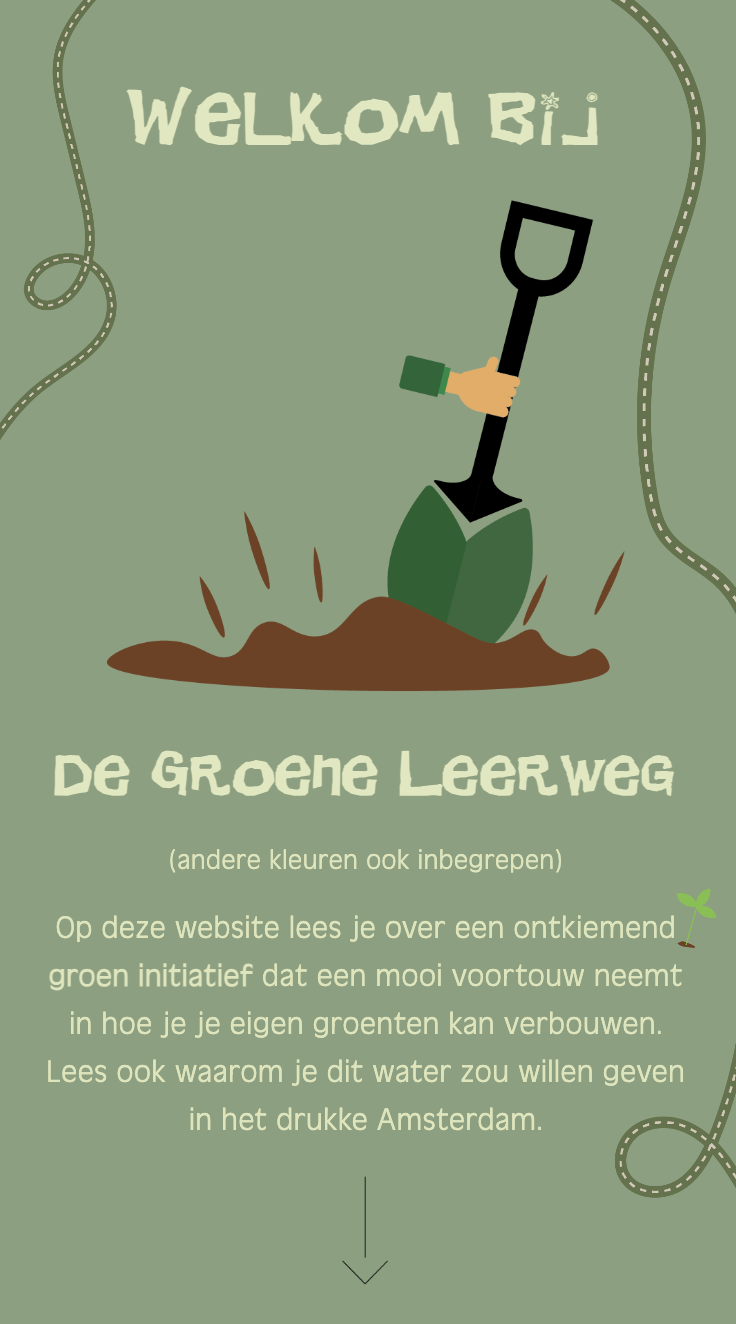 Welkom bij
De Groene Leerweg
(andere kleuren ook inbegrepen)
Op deze website lees je over een ontkiemend
groen initiatief dat een mooi voortouw neemt
in hoe je je eigen groenten kan verbouwen.
Lees ook waarom je dit water zou willen geven
in het drukke Amsterdam.